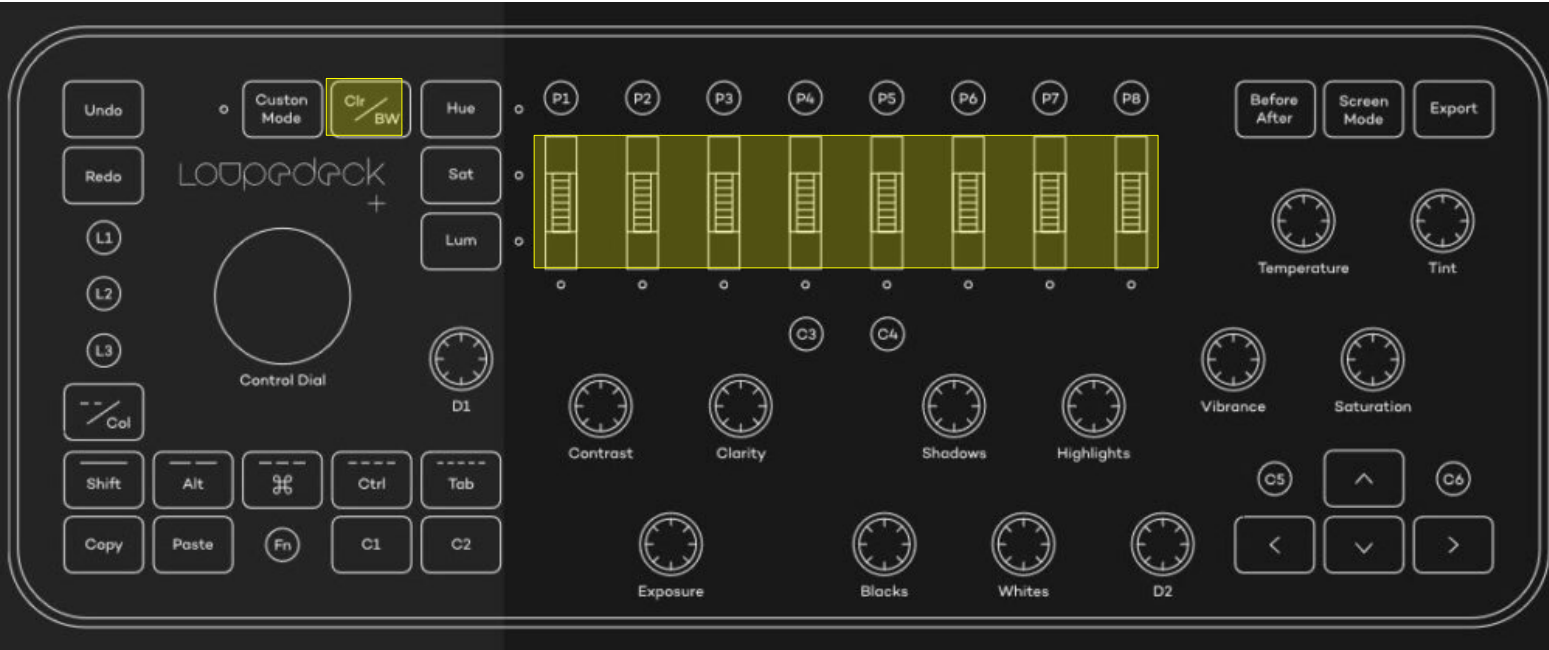 Undo
Custon
Mode
Clr
BW
Hue
P1 P2 P3 P4 P5 P6 P7 P8
Before
After
Screen
Mode
Export
Redo
Loupedeck
+
Sat
L1
Lum
L2
L3
Control Dial
D1
C3 C4
Temperature
Tint
Col
Contrast
Clarity
Shadows
Highlights
Vibrance
Saturation
Shift
Alt
⌘
Ctrl
Tab
C5
^
C6
Copy
Paste
Fn
C1
C2
Exposure
Blacks
Whites
D2